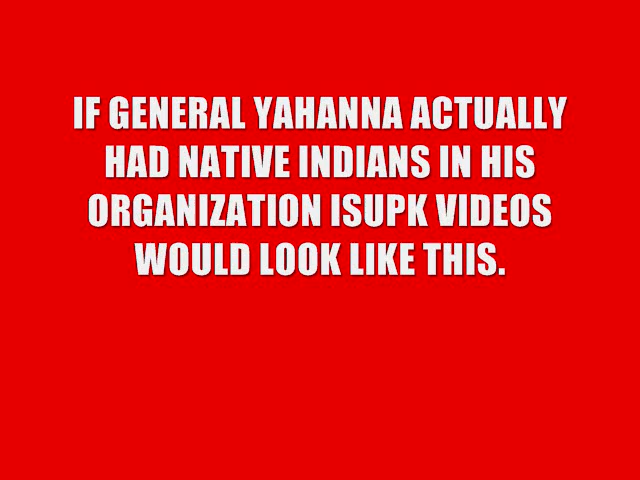 IF GENERAL YAHANNA ACTUALLY
HAD NATIVE INDIANS IN HIS
ORGANIZATION ISUPK VIDEOS
WOULD LOOK LIKE THIS.